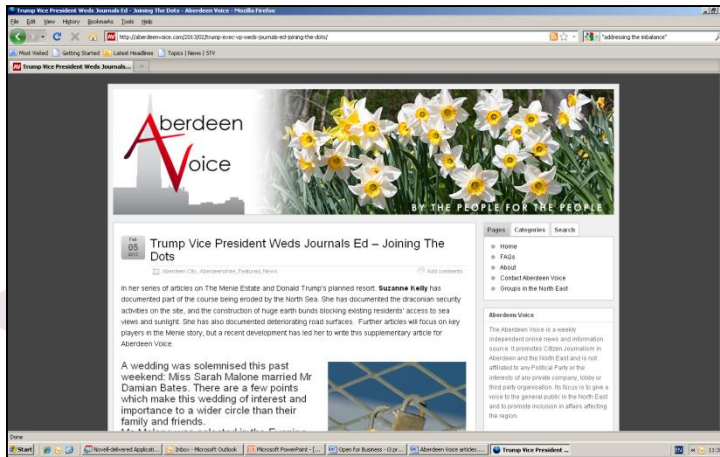 Trump Vice President Weds Journals Ed - Joining The Dots - Aberdeen Voice - Mozilla Firefox
File Edit View History Bookmarks Tools Help
http://aberdeenvoice.com/2013/02/trump-exec-vp-weds-journals-ed-joining-the-dots/
"addressing the imbalance"
Most Visited Getting Started Latest Headlines Topics | News | STV
Trump Vice President Weds Journals...
Aberdeen
Voice
BY THE PEOPLE FOR THE PEOPLE
Feb
05
2013
Trump Vice President Weds Journals Ed – Joining The
Dots
Aberdeen City, Aberdeenshire, Featured, News Add comments
In her series of articles on The Menie Estate and Donald Trump's planned resort, Suzanne Kelly has
documented part of the course being eroded by the North Sea. She has documented the draconian security
activities on the site, and the construction of huge earth bunds blocking existing residents' access to sea
views and sunlight. She has also documented deteriorating road surfaces. Further articles will focus on key
players in the Menie story, but a recent development has led her to write this supplementary article for
Aberdeen Voice
A wedding was solemnised this past
weekend: Miss Sarah Malone married Mr
Damian Bates. There are a few points
which make this wedding of interest and
importance to a wider circle than their
family and friends.
Pages Categories Search
Home
FAQs
About
Contact Aberdeen Voice
Groups in the North East
Aberdeen Voice
The Aberdeen Voice is a weekly
independent online news and information
source. It promotes Citizen Journalism in
Aberdeen and the North East and is not
affiliated to any Political Party or the
interests of any private company, lobby or
third party organisation. Its focus is to give a
voice to the general public in the North East
and to promote inclusion in affairs affecting
the region.
Done
Start
Novell-delivered Applicati...
Inbox - Microsoft Outlook
Microsoft PowerPoint - [...
Open for Business - (3 pr...
Aberdeen Voice articles....
Trump Vice President ...